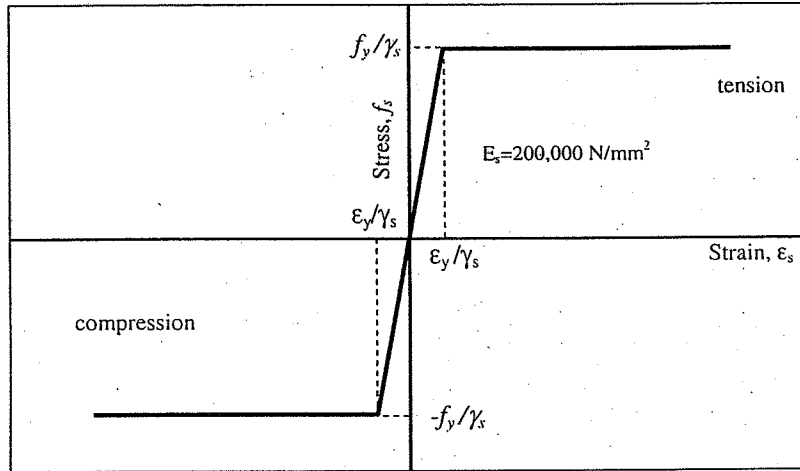 f_y/γ_s
tension
Stress, f_s
E_s=200,000 N/mm²
ε_y/γ_s
ε_y/γ_s
Strain, ε_s
compression
-f_y/γ_s